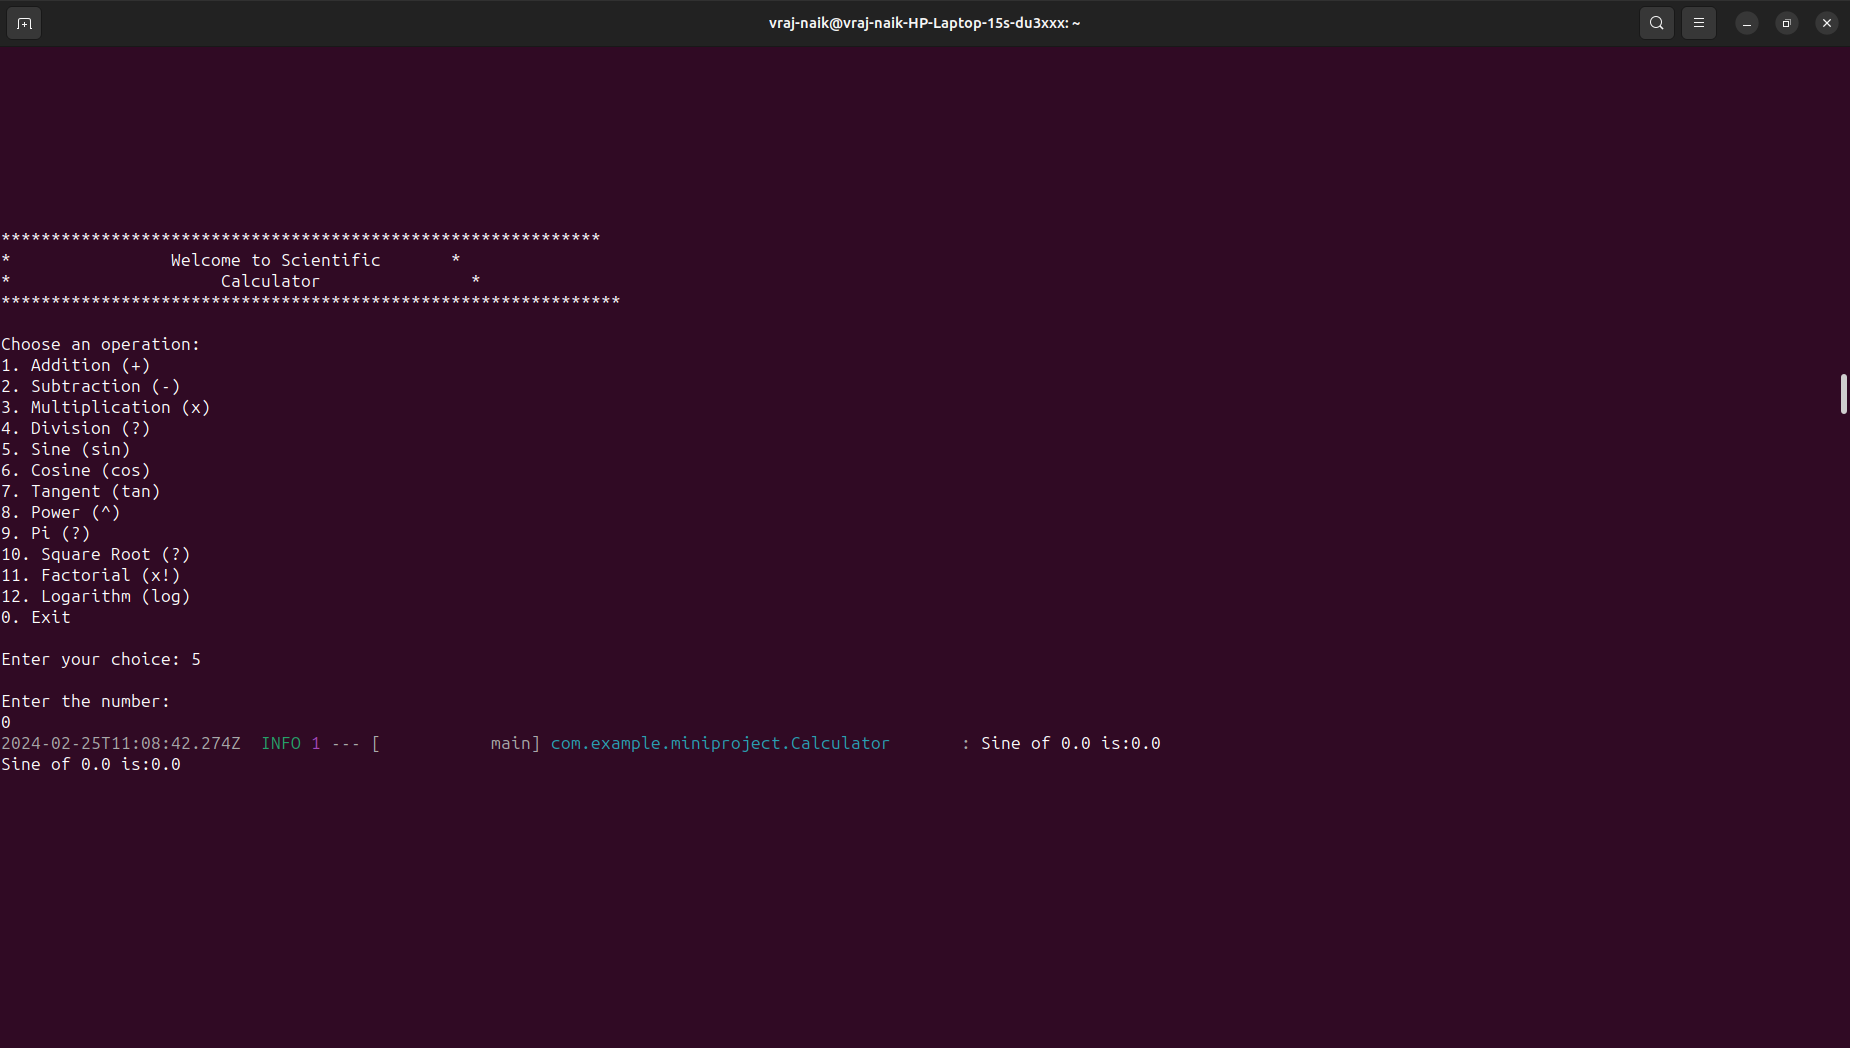 vraj-naik@vraj-naik-HP-Laptop-15s-du3xxx: ~
************************************************************
*                Welcome to Scientific       *
*                     Calculator               *
**************************************************************
Choose an operation:
1. Addition (+)
2. Subtraction (-)
3. Multiplication (x)
4. Division (?)
5. Sine (sin)
6. Cosine (cos)
7. Tangent (tan)
8. Power (^)
9. Pi (?)
10. Square Root (?)
11. Factorial (x!)
12. Logarithm (log)
0. Exit
Enter your choice: 5
Enter the number:
0
2024-02-25T11:08:42.274Z  INFO 1 --- [           main] com.example.miniproject.Calculator       : Sine of 0.0 is:0.0
Sine of 0.0 is:0.0